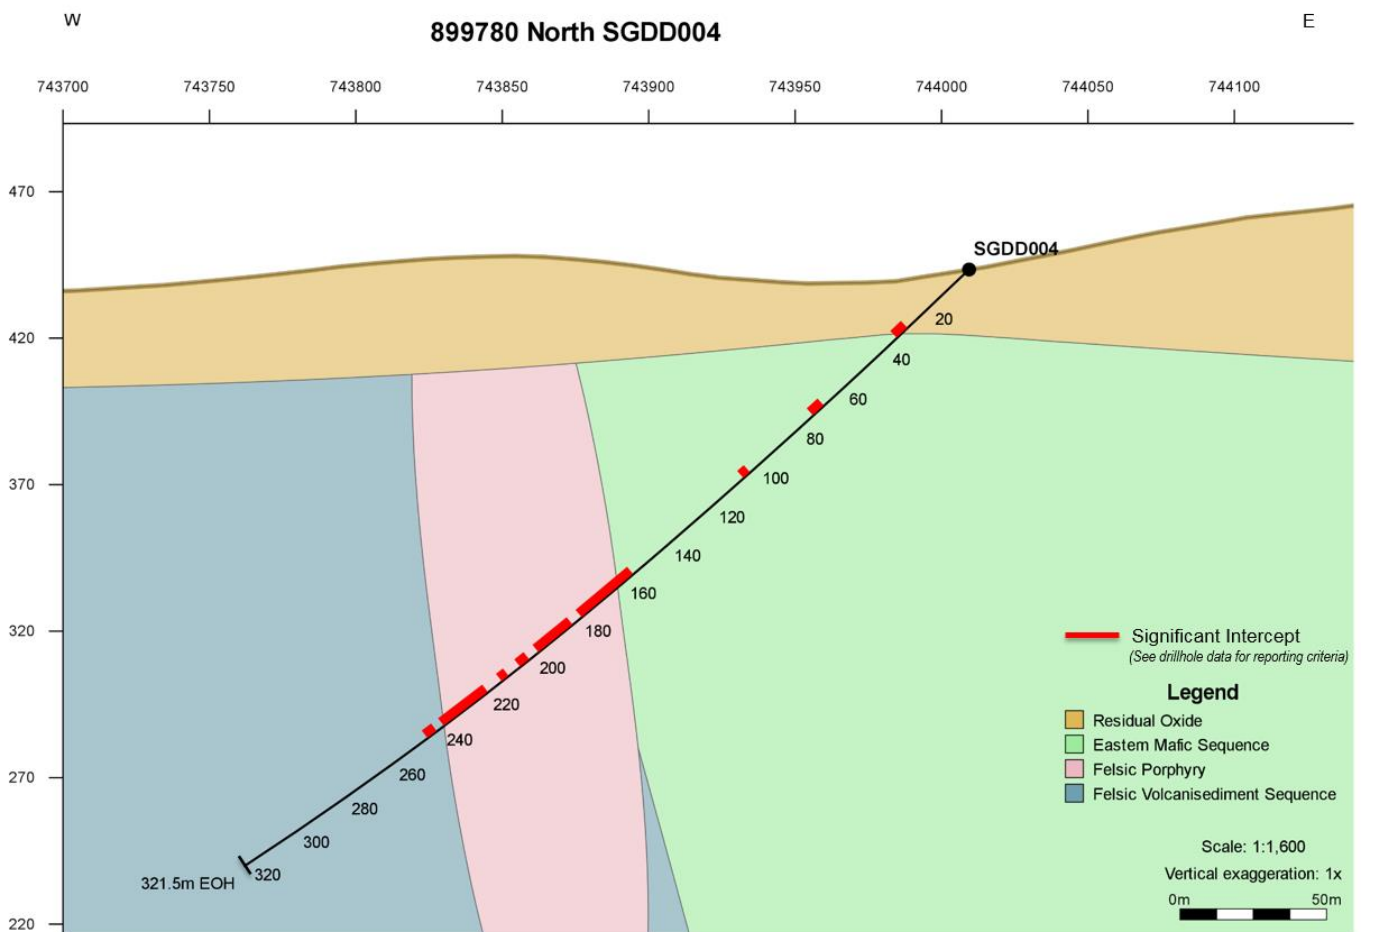 W
E
899780 North SGDD004
743700 743750 743800 743850 743900 743950 744000 744050 744100
470
SGDD004
20
420
40
60
80
370
100
120
140
160
320
180
Significant Intercept
(See drillhole data for reporting criteria)
200
Legend
220
Residual Oxide
240
Eastern Mafic Sequence
270
260
Felsic Porphyry
Felsic Volcanisediment Sequence
280
300
Scale: 1:1,600
320
Vertical exaggeration: 1x
321.5m EOH
0m 50m
220